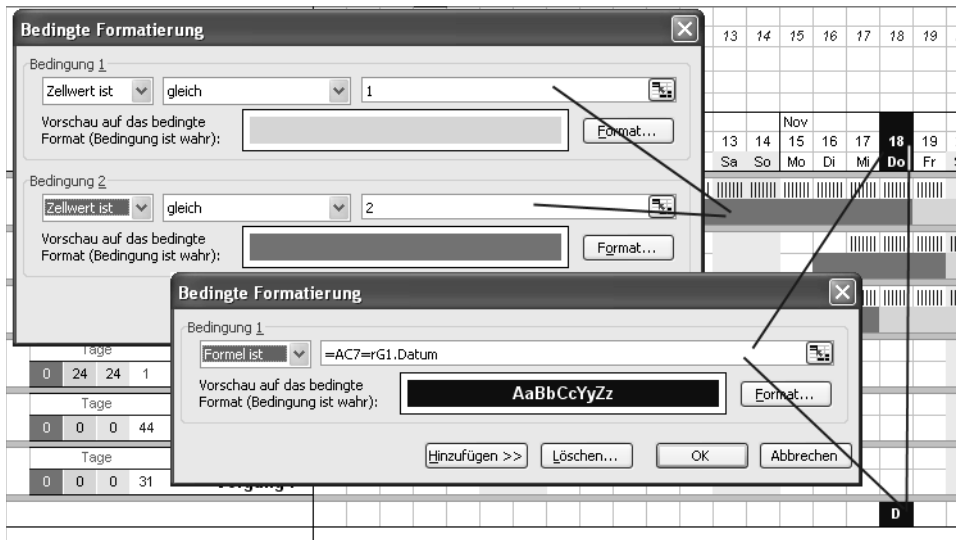 Bedingte Formatierung
Bedingung 1
Zellwert ist gleich 1
Vorschau auf das bedingte
Format (Bedingung ist wahr):
Format...
Bedingung 2
Zellwert ist gleich 2
Vorschau auf das bedingte
Format (Bedingung ist wahr):
Format...
13 14 15 16 17 18 19
Nov
13 14 15 16 17 18 19
Sa So Mo Di Mi Do Fr
Bedingte Formatierung
Bedingung 1
Formel ist =AC7=rG1.Datum
Vorschau auf das bedingte
Format (Bedingung ist wahr):
AaBbCcYyZz
Format...
Hinzufügen >> Löschen... OK Abbrechen
Tage
0 24 24 1
Tage
0 0 0 44
Tage
0 0 0 31
D